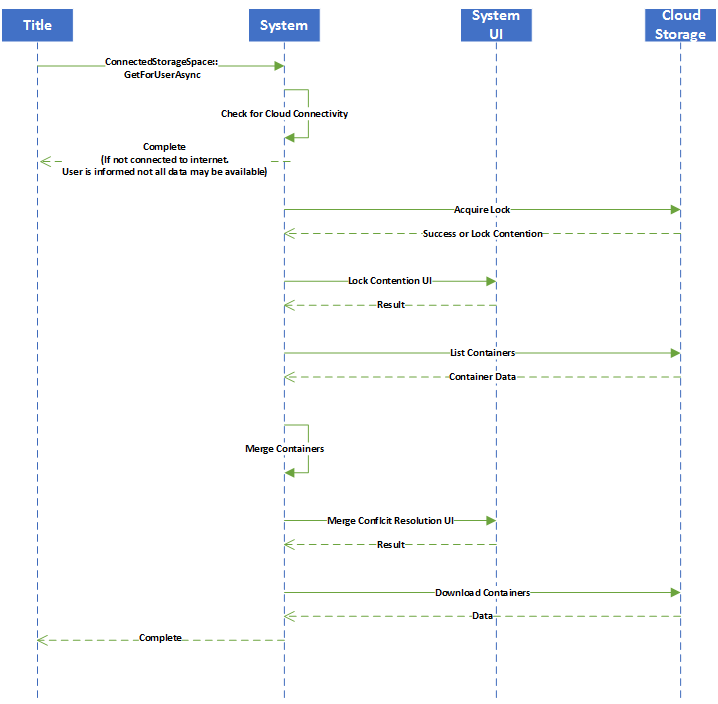 Title
System
System
UI
Cloud
Storage
ConnectedStorageSpace::
GetForUserAsync
Check for Cloud Connectivity
Complete
(If not connected to internet.
User is informed not all data may be available)
Acquire Lock
Success or Lock Contention
Lock Contention UI
Result
List Containers
Container Data
Merge Containers
Merge Conflcit Resolution UI
Result
Download Containers
Data
Complete